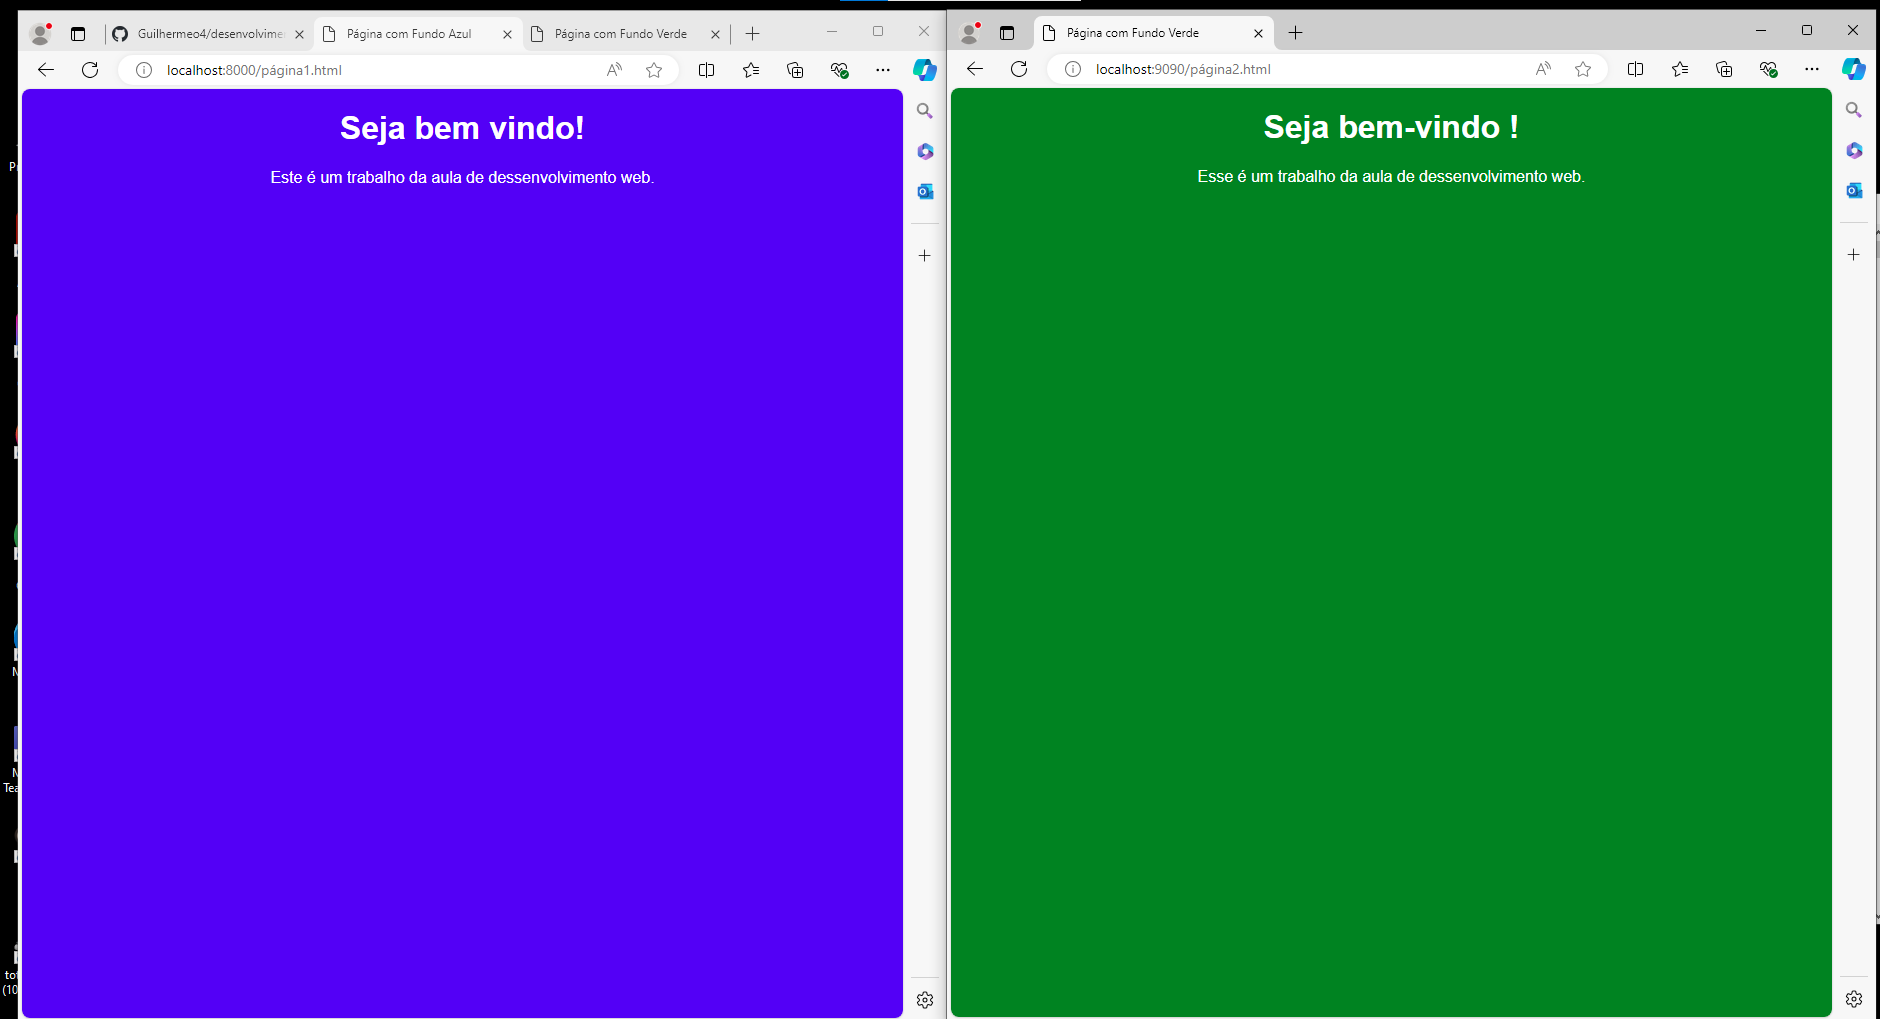 Guilhermeo4/desenvolvime
Página com Fundo Azul
Página com Fundo Verde
localhost:8000/página1.html
Seja bem vindo!
Este é um trabalho da aula de dessenvolvimento web.
Página com Fundo Verde
localhost:9090/página2.html
Seja bem-vindo !
Esse é um trabalho da aula de dessenvolvimento web.